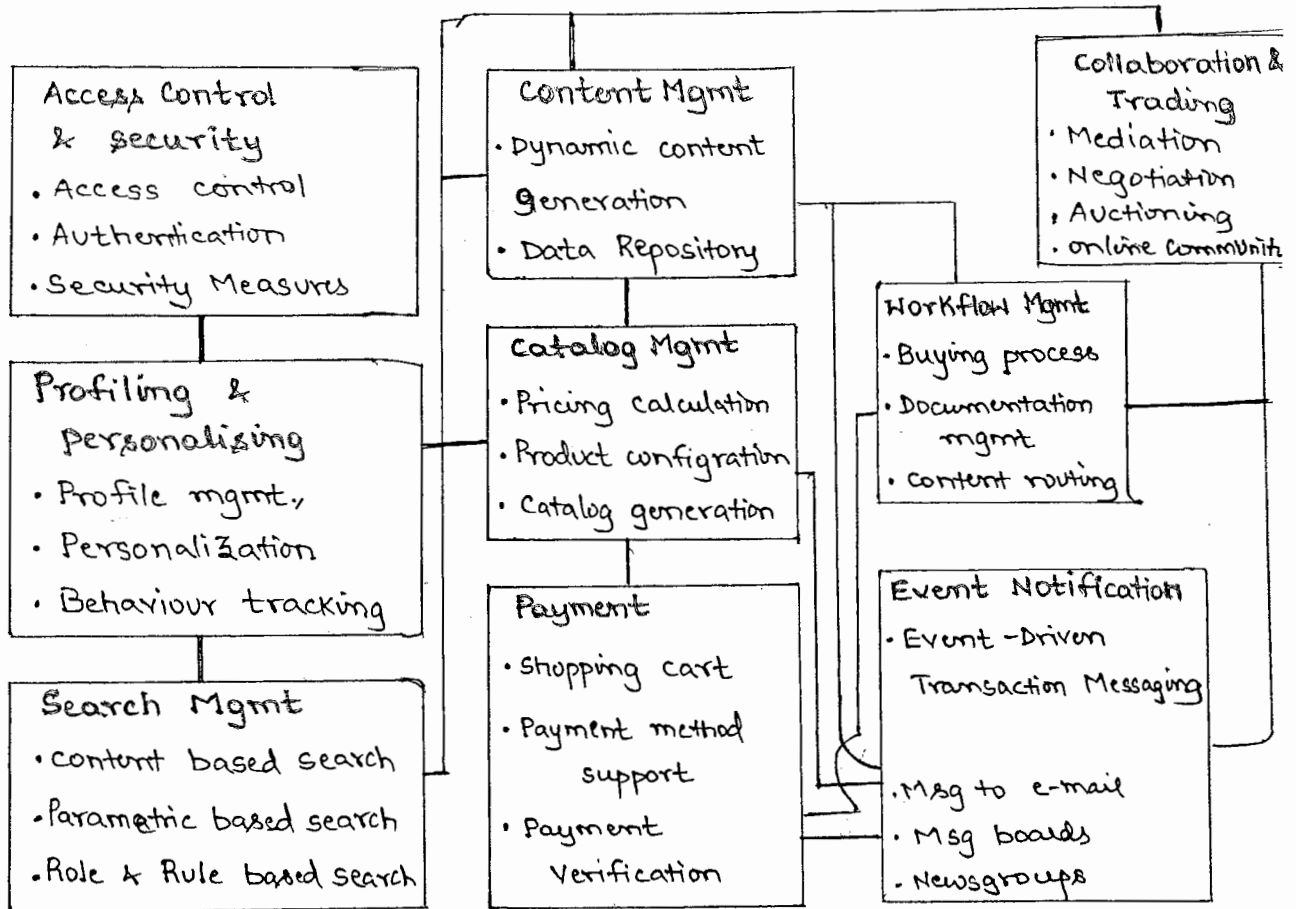 Access Control
& security
• Access control
• Authentication
• Security Measures
Profiling &
personalising
• Profile mgmt.,
• Personalization
• Behaviour tracking
Search Mgmt
• content based search
• Parametric based search
• Role & Rule based search
Content Mgmt
• Dynamic content
generation
• Data Repository
Catalog Mgmt
• Pricing calculation
• Product configration
• Catalog generation
Payment
• Shopping cart
• Payment method
support
• Payment
Verification
Collaboration &
Trading
• Mediation
• Negotiation
• Auctioning
• online communit
Workflow Mgmt
• Buying process
• Documentation
mgmt
• content routing
Event Notification
• Event-Driven
Transaction Messaging
• Msg to e-mail
• Msg boards
• Newsgroups